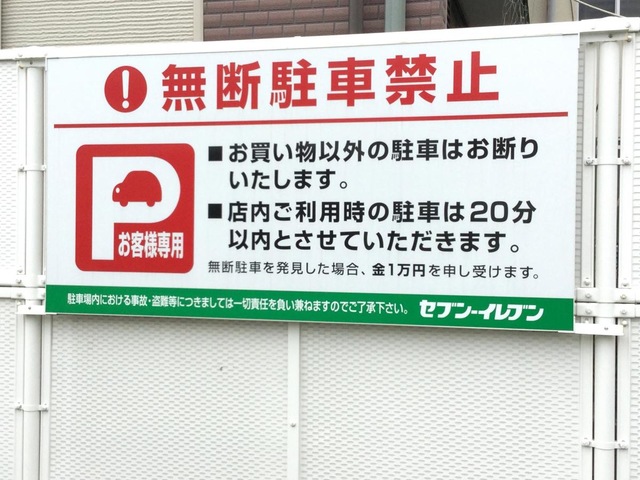 ! 無断駐車禁止
P
お客様専用
■お買い物以外の駐車はお断り
いたします。
■店内ご利用時の駐車は20分
以内とさせていただきます。
無断駐車を発見した場合、金1万円を申し受けます。
駐車場内における事故・盗難等につきましては一切責任を負い兼ねますのでご了承下さい。 セブン-イレブン